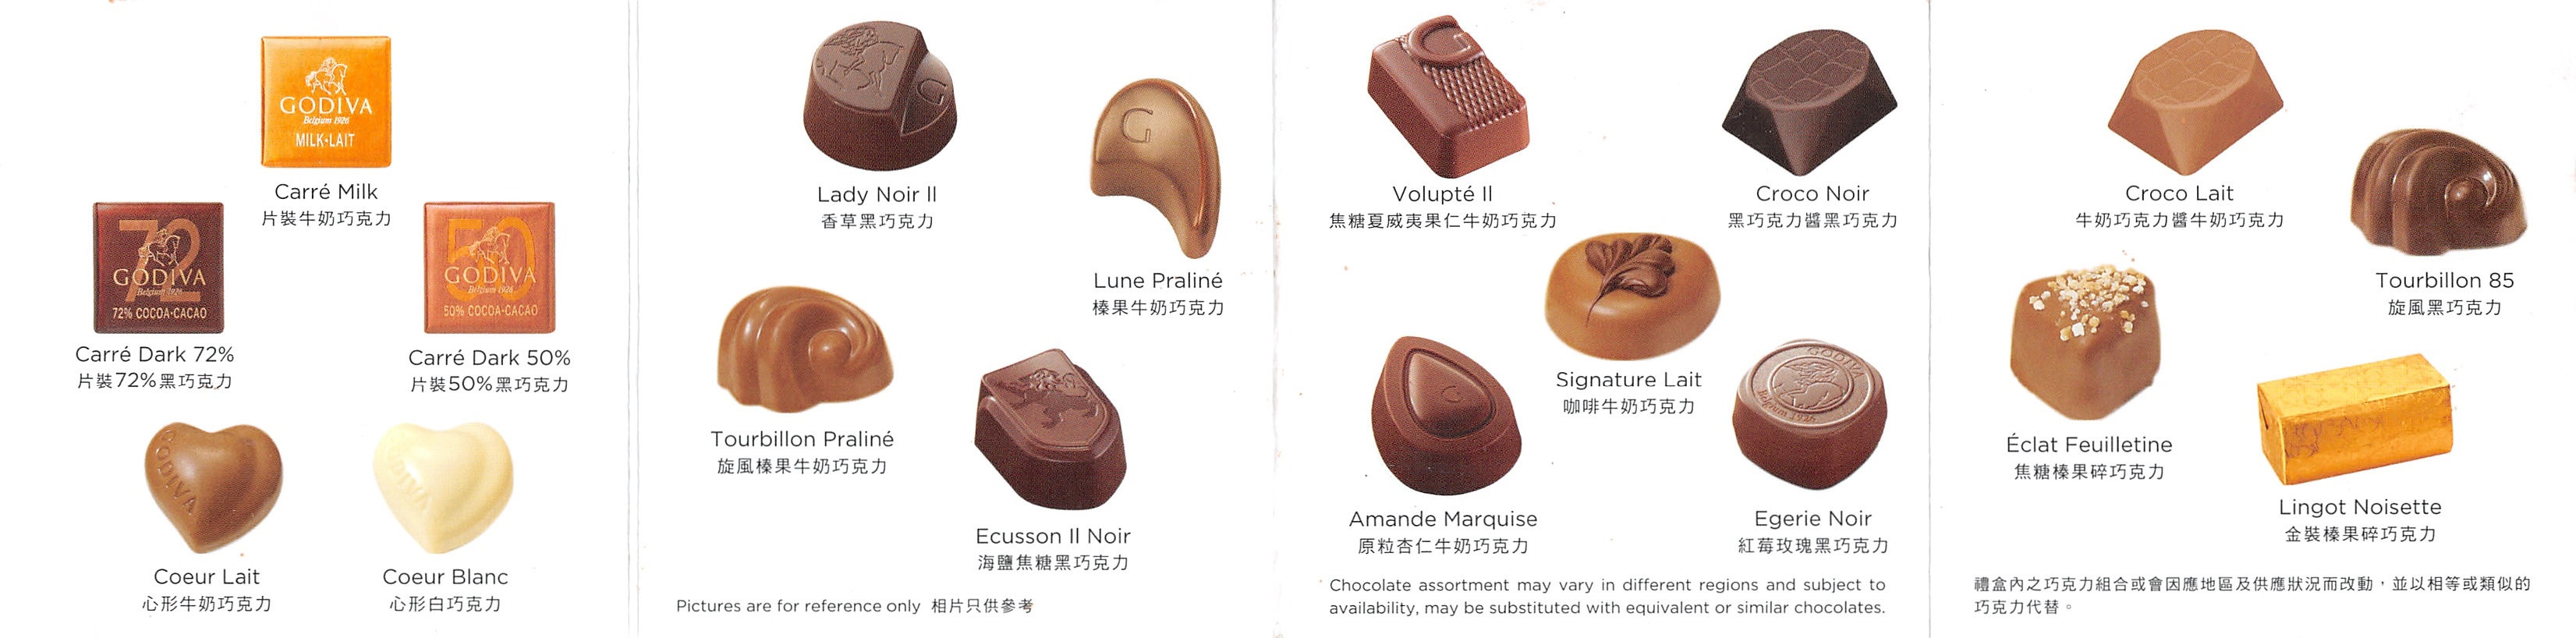 GODIVA
Belgium 1926
MILK·LAIT
Carré Milk
片裝牛奶巧克力
72
GODIVA
Belgium 1926
72% COCOA·CACAO
Carré Dark 72%
片裝72%黑巧克力
50
GODIVA
Belgium 1926
50% COCOA·CACAO
Carré Dark 50%
片裝50%黑巧克力
GODIVA
Coeur Lait
心形牛奶巧克力
Coeur Blanc
心形白巧克力
G
Lady Noir II
香草黑巧克力
G
Lune Praliné
榛果牛奶巧克力
Tourbillon Praliné
旋風榛果牛奶巧克力
Ecusson II Noir
海鹽焦糖黑巧克力
Pictures are for reference only 相片只供參考
G
Volupté II
焦糖夏威夷果仁牛奶巧克力
Croco Noir
黑巧克力醬黑巧克力
Signature Lait
咖啡牛奶巧克力
G
Amande Marquise
原粒杏仁牛奶巧克力
GODIVA
Belgium 1926
Egerie Noir
紅莓玫瑰黑巧克力
Chocolate assortment may vary in different regions and subject to
availability, may be substituted with equivalent or similar chocolates.
Croco Lait
牛奶巧克力醬牛奶巧克力
Tourbillon 85
旋風黑巧克力
Éclat Feuilletine
焦糖榛果碎巧克力
Lingot Noisette
金裝榛果碎巧克力
禮盒內之巧克力組合或會因應地區及供應狀況而改動，並以相等或類似的
巧克力代替。